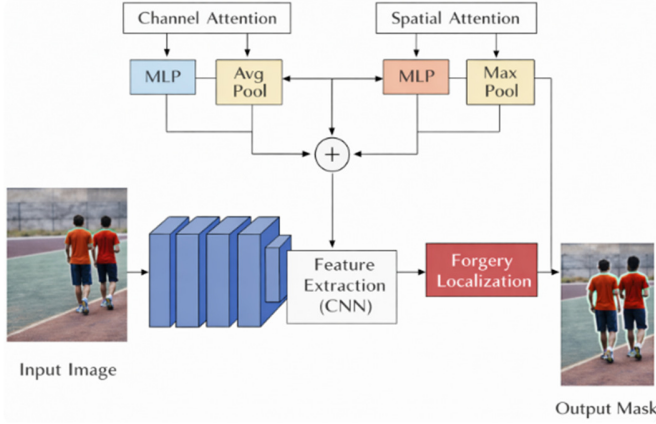 Channel Attention
Spatial Attention
MLP
Avg
Pool
MLP
Max
Pool
+
Feature
Extraction
(CNN)
Forgery
Localization
Input Image
Output Mask